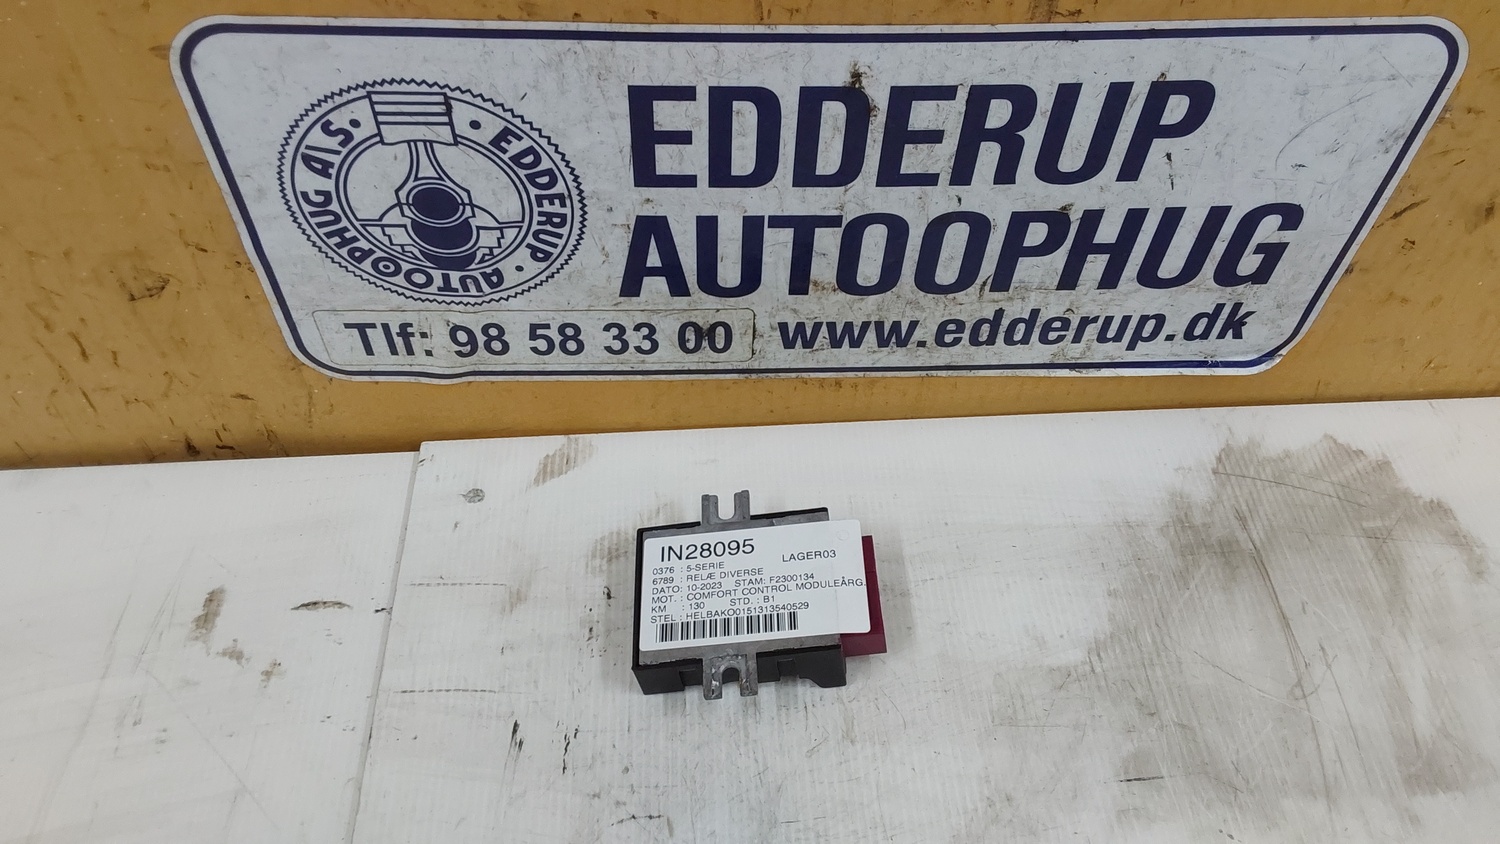 EDDERUP · AUTOOPHUG A/S ·
EDDERUP
AUTOOPHUG
Tlf: 98 58 33 00
www.edderup.dk
IN28095
LAGER03
0376 : 5-SERIE
6789 : RELÆ DIVERSE
DATO: 10-2023 STAM: F2300134
MOT. : COMFORT CONTROL MODULEÅRG.
KM : 130 STD. : B1
STEL : HELBAKO0151313540529